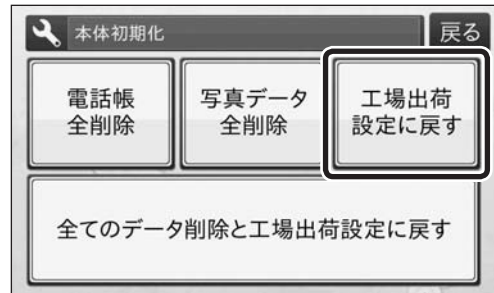 本体初期化
戻る
電話帳
全削除
写真データ
全削除
工場出荷
設定に戻す
全てのデータ削除と工場出荷設定に戻す